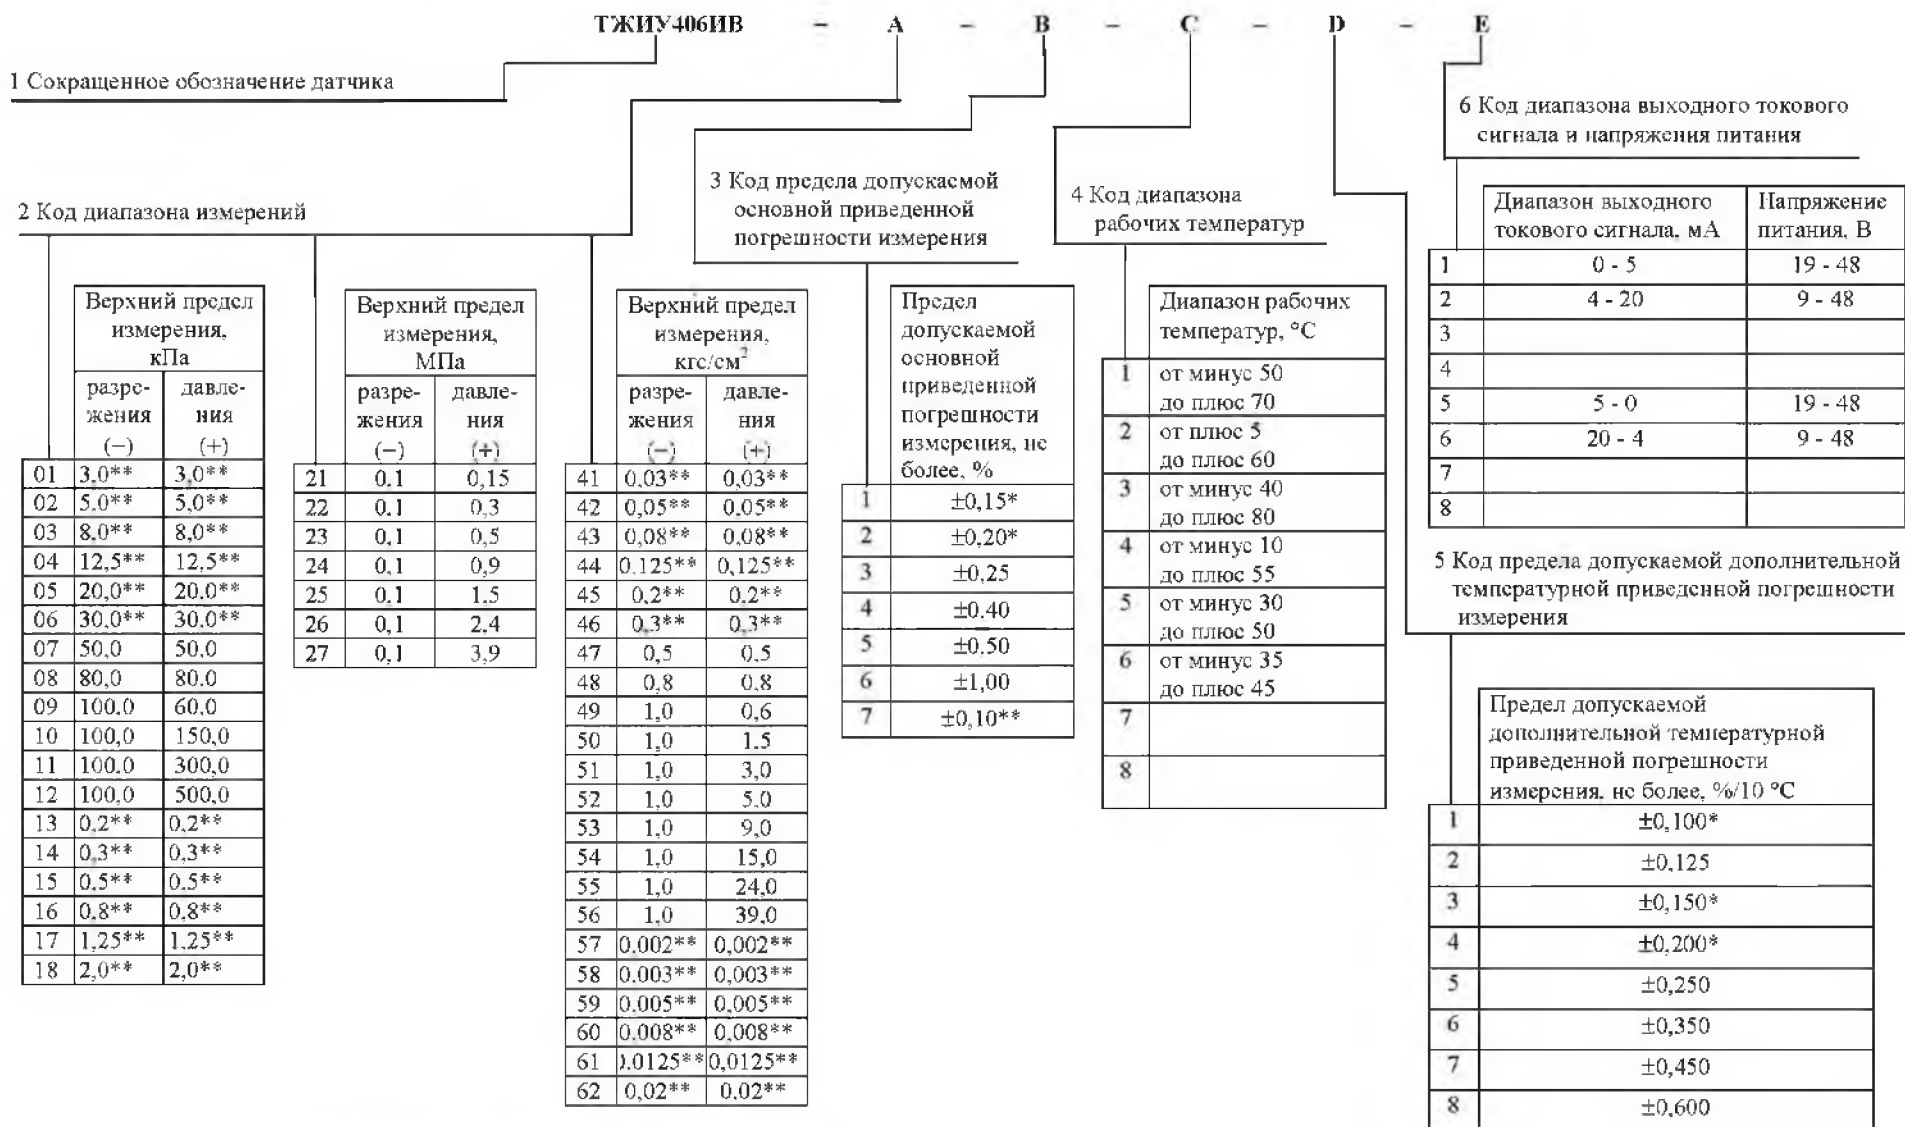 ТЖИУ406ИВ – A – B – C – D – E
1 Сокращенное обозначение датчика
2 Код диапазона измерений
Верхний предел
измерения,
кПа
разре-
жения
(−)
давле-
ния
(+)
01 3,0** 3,0**
02 5,0** 5,0**
03 8,0** 8,0**
04 12,5** 12,5**
05 20,0** 20,0**
06 30,0** 30,0**
07 50,0 50,0
08 80,0 80,0
09 100,0 60,0
10 100,0 150,0
11 100,0 300,0
12 100,0 500,0
13 0,2** 0,2**
14 0,3** 0,3**
15 0,5** 0,5**
16 0,8** 0,8**
17 1,25** 1,25**
18 2,0** 2,0**
Верхний предел
измерения,
МПа
разре-
жения
(−)
давле-
ния
(+)
21 0,1 0,15
22 0,1 0,3
23 0,1 0,5
24 0,1 0,9
25 0,1 1,5
26 0,1 2,4
27 0,1 3,9
Верхний предел
измерения,
кгс/см²
разре-
жения
(−)
давле-
ния
(+)
41 0,03** 0,03**
42 0,05** 0,05**
43 0,08** 0,08**
44 0,125** 0,125**
45 0,2** 0,2**
46 0,3** 0,3**
47 0,5 0,5
48 0,8 0,8
49 1,0 0,6
50 1,0 1,5
51 1,0 3,0
52 1,0 5,0
53 1,0 9,0
54 1,0 15,0
55 1,0 24,0
56 1,0 39,0
57 0,002** 0,002**
58 0,003** 0,003**
59 0,005** 0,005**
60 0,008** 0,008**
61 0,0125** 0,0125**
62 0,02** 0,02**
3 Код предела допускаемой
основной приведенной
погрешности измерения
Предел
допускаемой
основной
приведенной
погрешности
измерения, не
более, %
1 ±0,15*
2 ±0,20*
3 ±0,25
4 ±0,40
5 ±0,50
6 ±1,00
7 ±0,10**
4 Код диапазона
рабочих температур
Диапазон рабочих
температур, °С
1 от минус 50
до плюс 70
2 от плюс 5
до плюс 60
3 от минус 40
до плюс 80
4 от минус 10
до плюс 55
5 от минус 30
до плюс 50
6 от минус 35
до плюс 45
7
8
6 Код диапазона выходного токового
сигнала и напряжения питания
Диапазон выходного
токового сигнала, мА
Напряжение
питания, В
1 0 - 5 19 - 48
2 4 - 20 9 - 48
3
4
5 5 - 0 19 - 48
6 20 - 4 9 - 48
7
8
5 Код предела допускаемой дополнительной
температурной приведенной погрешности
измерения
Предел допускаемой
дополнительной температурной
приведенной погрешности
измерения, не более, %/10 °С
1 ±0,100*
2 ±0,125
3 ±0,150*
4 ±0,200*
5 ±0,250
6 ±0,350
7 ±0,450
8 ±0,600